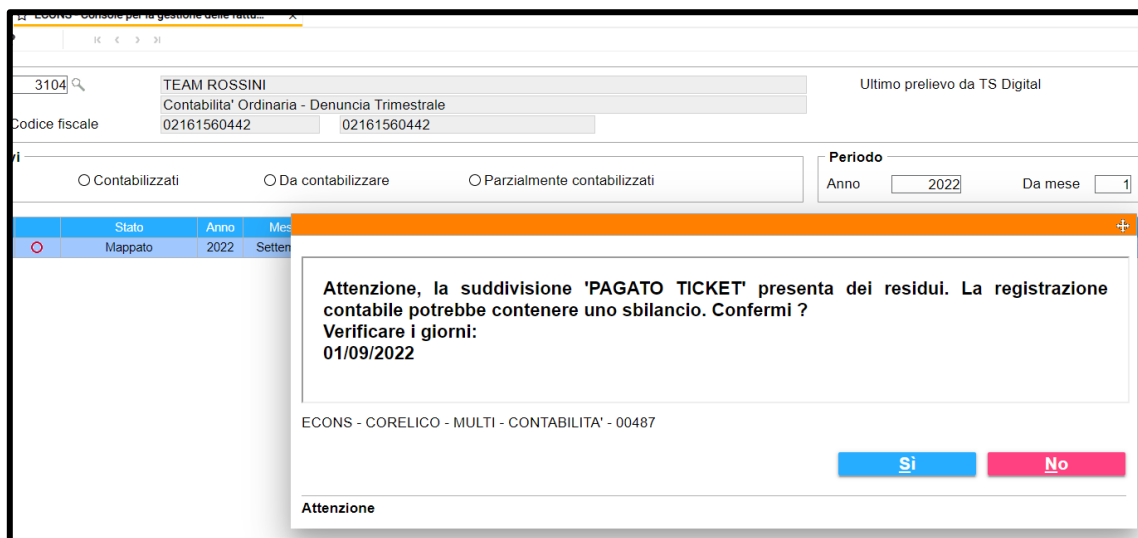 ECONS - Console per la gestione delle fattu... ×
3104 TEAM ROSSINI Ultimo prelievo da TS Digital
Contabilita' Ordinaria - Denuncia Trimestrale
Codice fiscale 02161560442 02161560442
Periodo
Contabilizzati Da contabilizzare Parzialmente contabilizzati Anno 2022 Da mese 1
Stato Anno Mes
Mappato 2022 Settem
Attenzione, la suddivisione 'PAGATO TICKET' presenta dei residui. La registrazione
contabile potrebbe contenere uno sbilancio. Confermi ?
Verificare i giorni:
01/09/2022
ECONS - CORELICO - MULTI - CONTABILITA' - 00487
Sì No
Attenzione